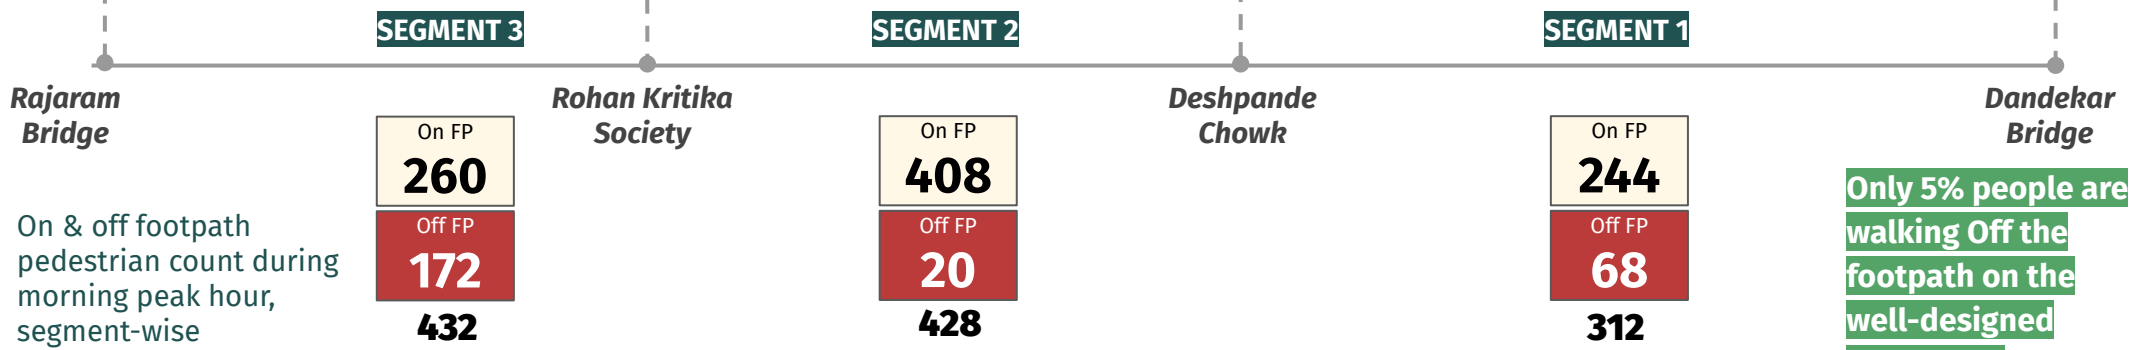 SEGMENT 3
SEGMENT 2
SEGMENT 1
Rajaram
Bridge
Rohan Kritika
Society
Deshpande
Chowk
Dandekar
Bridge
On & off footpath
pedestrian count during
morning peak hour,
segment-wise
On FP
260
Off FP
172
432
On FP
408
Off FP
20
428
On FP
244
Off FP
68
312
Only 5% people are
walking Off the
footpath on the
well-designed